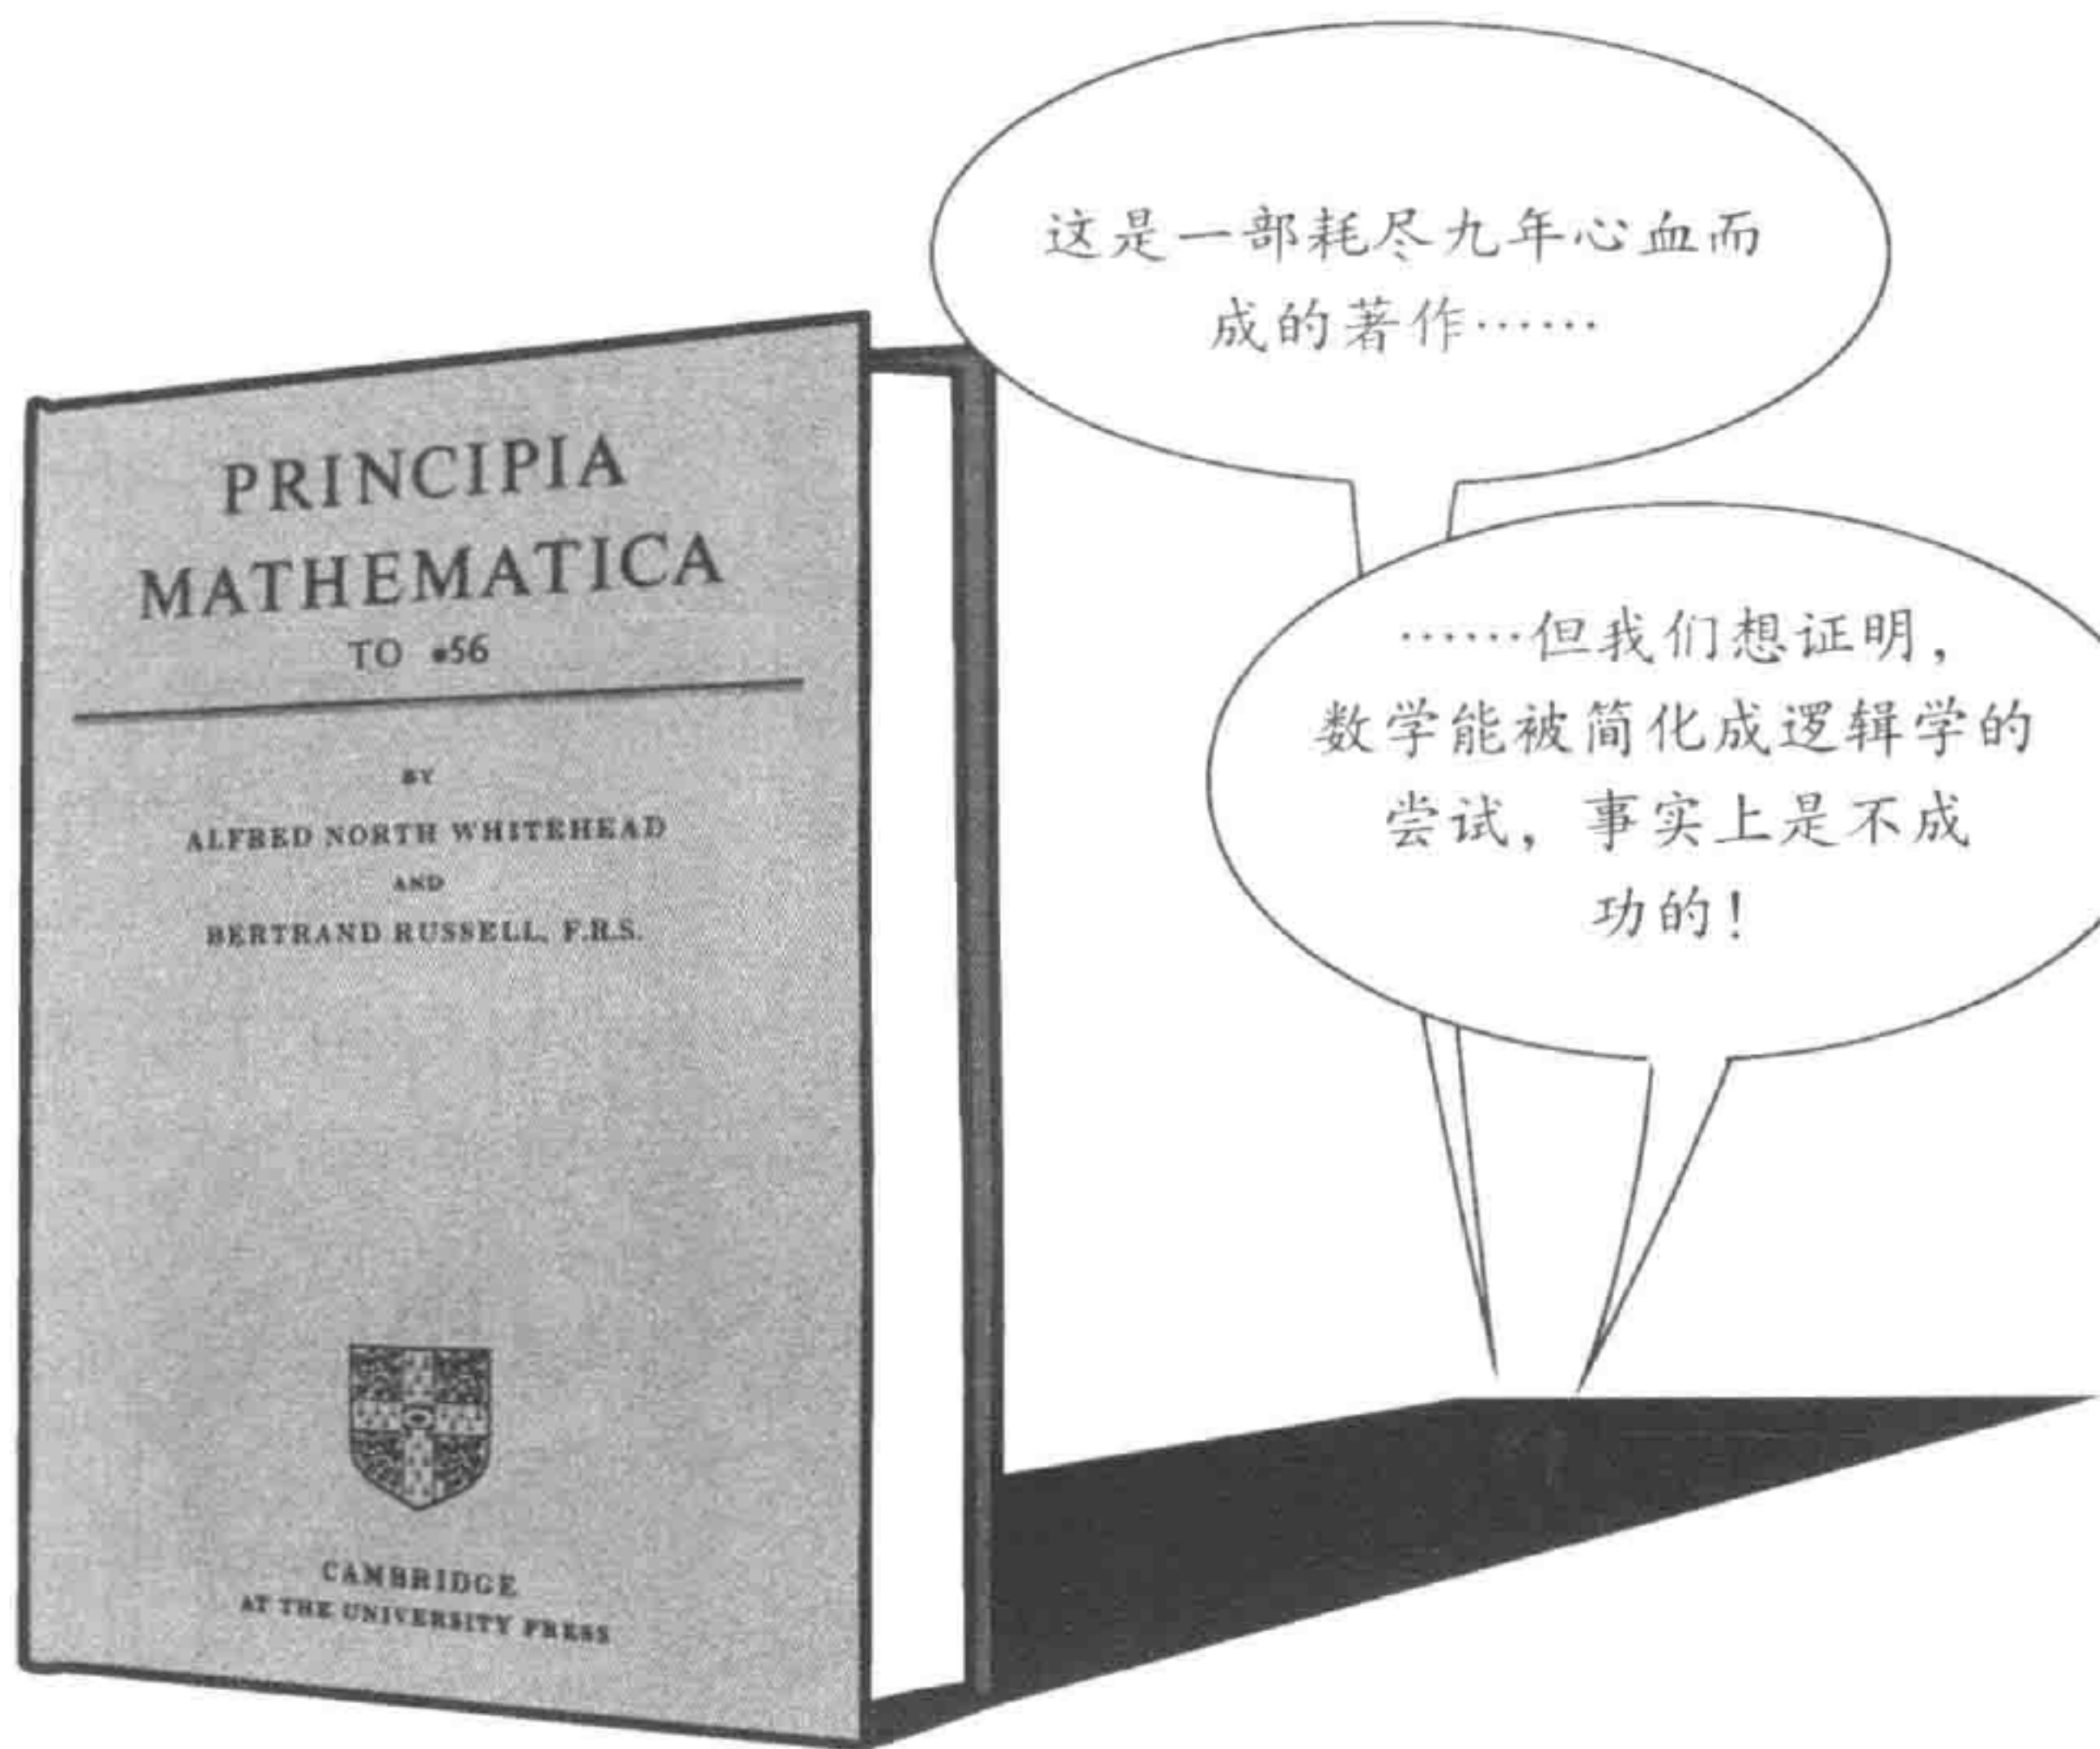 PRINCIPIA
MATHEMATICA
TO *56
BY
ALFRED NORTH WHITEHEAD
AND
BERTRAND RUSSELL, F.R.S.
CAMBRIDGE
AT THE UNIVERSITY PRESS
这是一部耗尽九年心血而
成的著作……
……但我们想证明，
数学能被简化成逻辑学的
尝试，事实上是不成
功的！